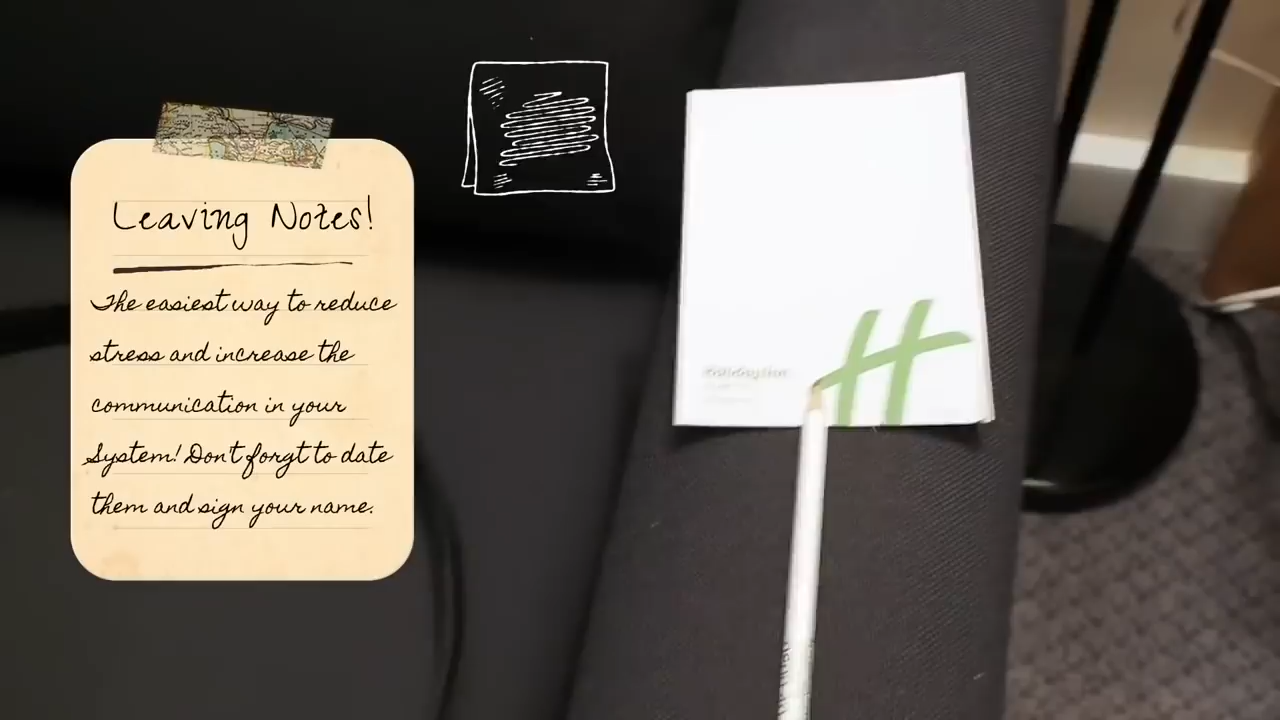 Leaving Notes!
The easiest way to reduce
stress and increase the
communication in your
System! Don't forgt to date
them and sign your name.
H